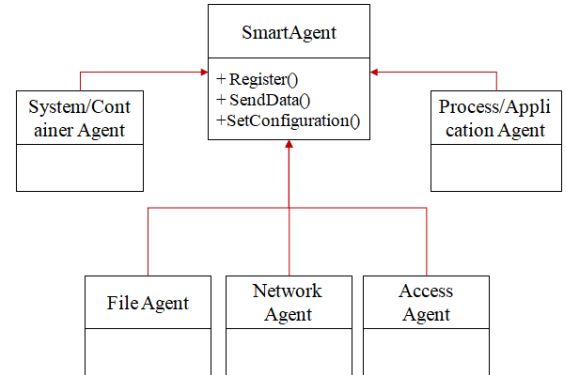 SmartAgent
+ Register()
+ SendData()
+SetConfiguration()
System/Cont
ainer Agent
Process/Appli
cation Agent
File Agent
Network
Agent
Access
Agent